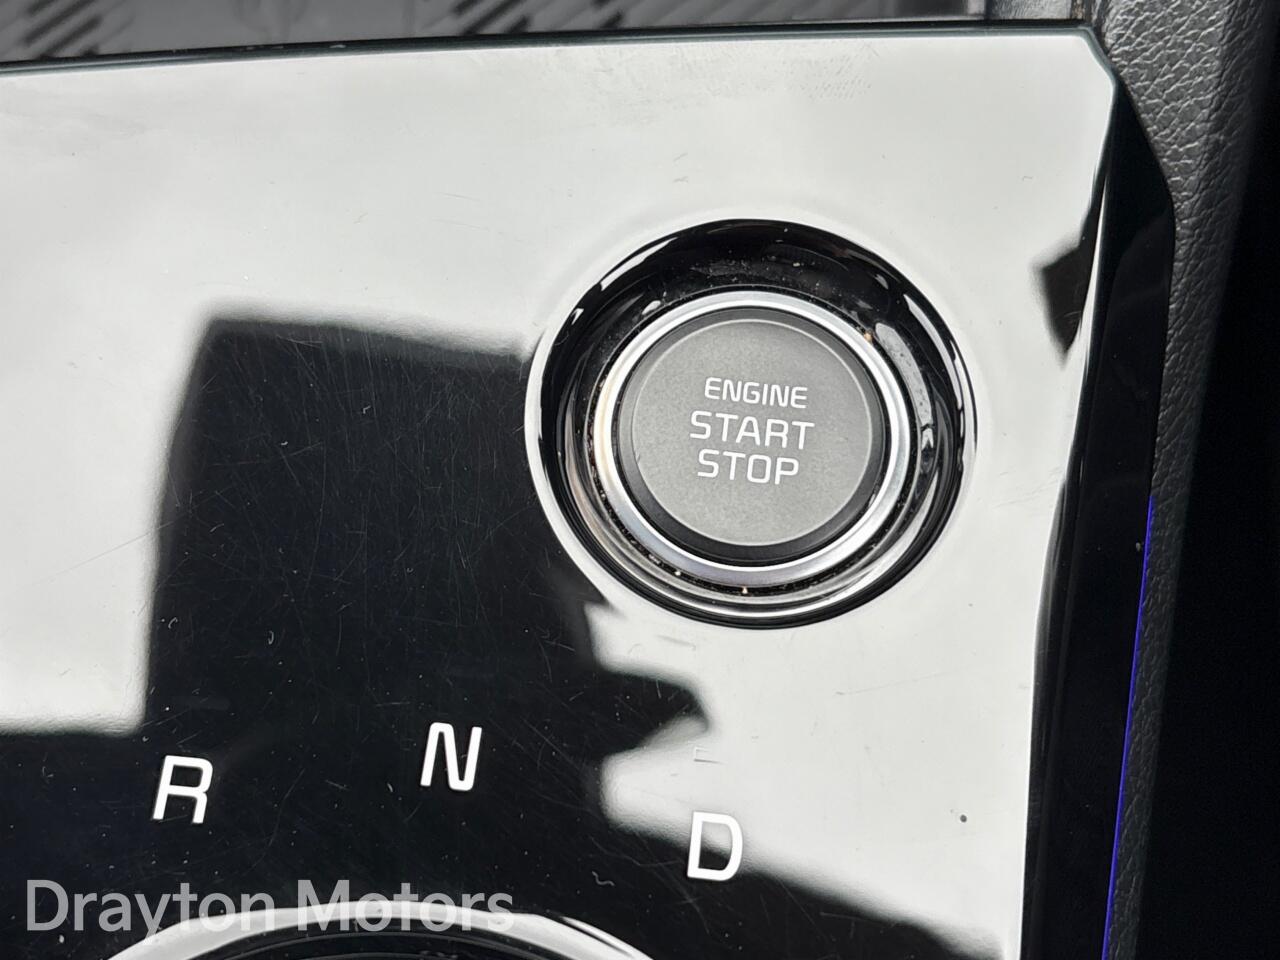 ENGINE
START
STOP
R
N
D
Drayton Motors